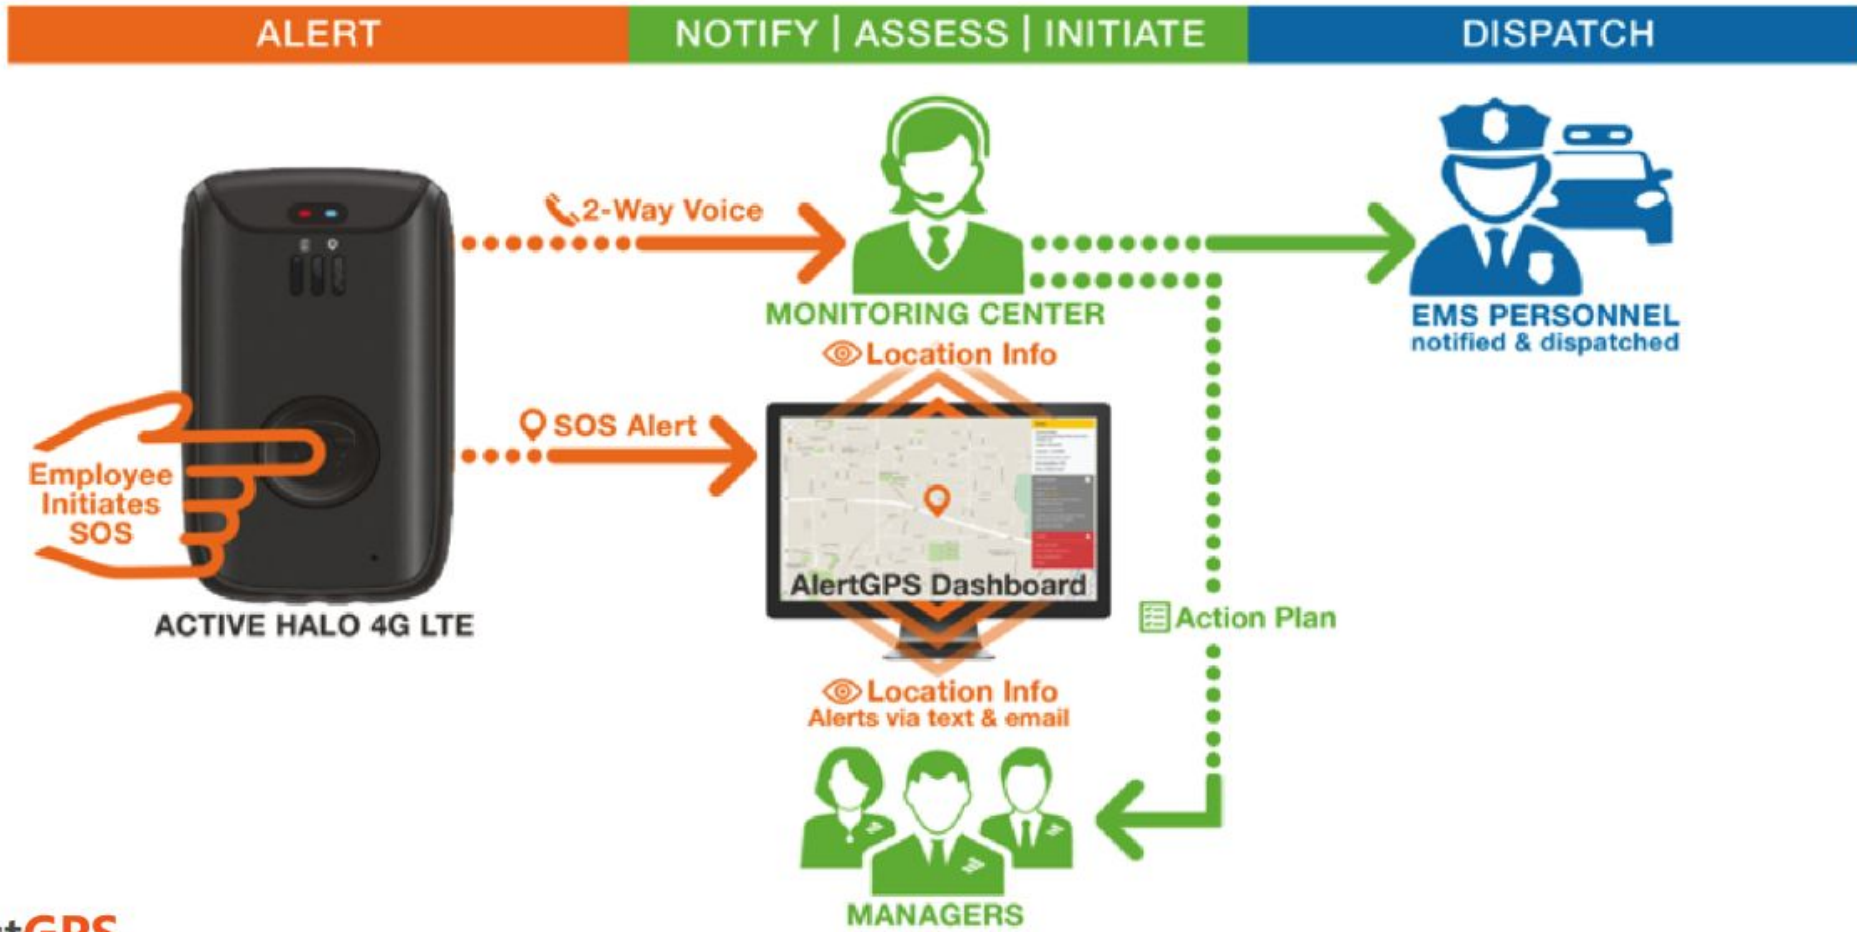 ALERT
NOTIFY | ASSESS | INITIATE
DISPATCH
2-Way Voice
MONITORING CENTER
Location Info
EMS PERSONNEL
notified & dispatched
SOS Alert
Employee
Initiates
SOS
ACTIVE HALO 4G LTE
AlertGPS Dashboard
Action Plan
Location Info
Alerts via text & email
MANAGERS
tGPS